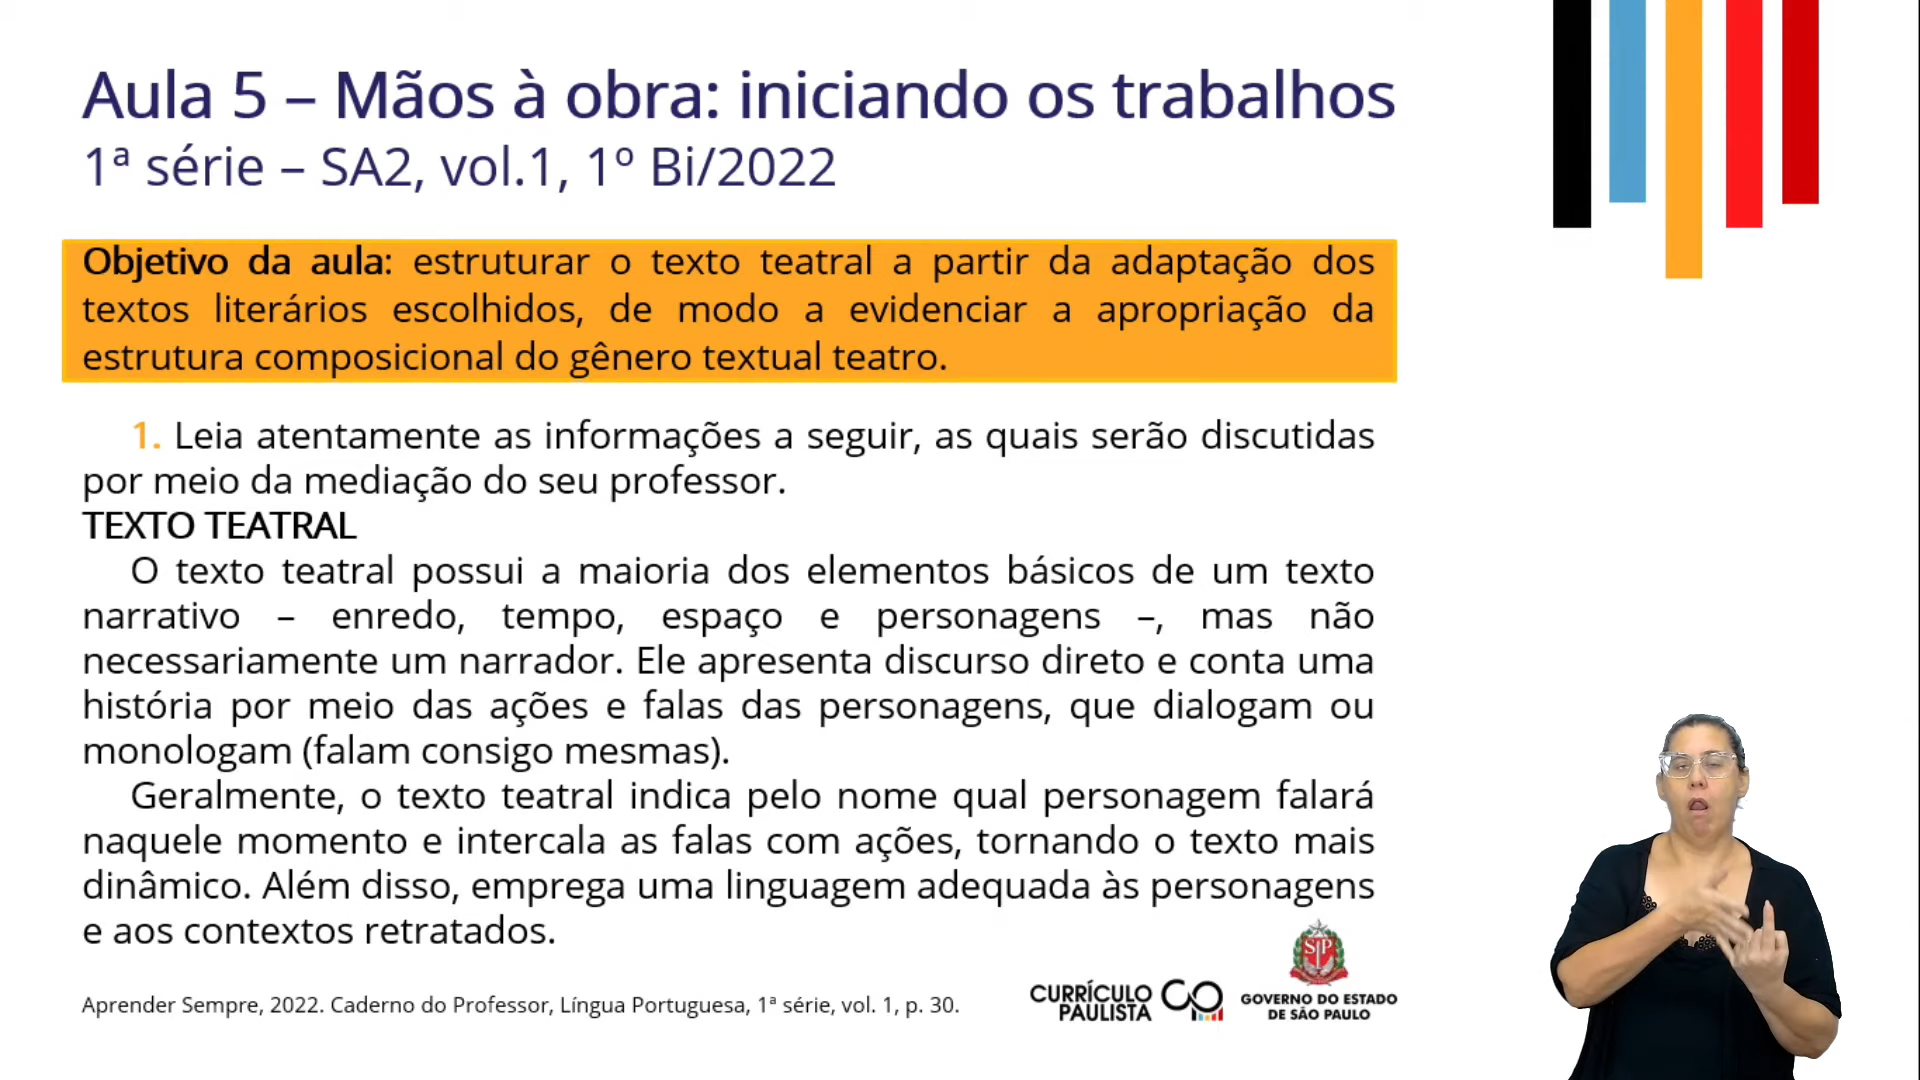 Aula 5 – Mãos à obra: iniciando os trabalhos
1ª série – SA2, vol.1, 1º Bi/2022
Objetivo da aula: estruturar o texto teatral a partir da adaptação dos
textos literários escolhidos, de modo a evidenciar a apropriação da
estrutura composicional do gênero textual teatro.
1. Leia atentamente as informações a seguir, as quais serão discutidas
por meio da mediação do seu professor.
TEXTO TEATRAL
O texto teatral possui a maioria dos elementos básicos de um texto
narrativo – enredo, tempo, espaço e personagens –, mas não
necessariamente um narrador. Ele apresenta discurso direto e conta uma
história por meio das ações e falas das personagens, que dialogam ou
monologam (falam consigo mesmas).
Geralmente, o texto teatral indica pelo nome qual personagem falará
naquele momento e intercala as falas com ações, tornando o texto mais
dinâmico. Além disso, emprega uma linguagem adequada às personagens
e aos contextos retratados.
Aprender Sempre, 2022. Caderno do Professor, Língua Portuguesa, 1ª série, vol. 1, p. 30.
CURRÍCULO
PAULISTA
SP
GOVERNO DO ESTADO
DE SÃO PAULO